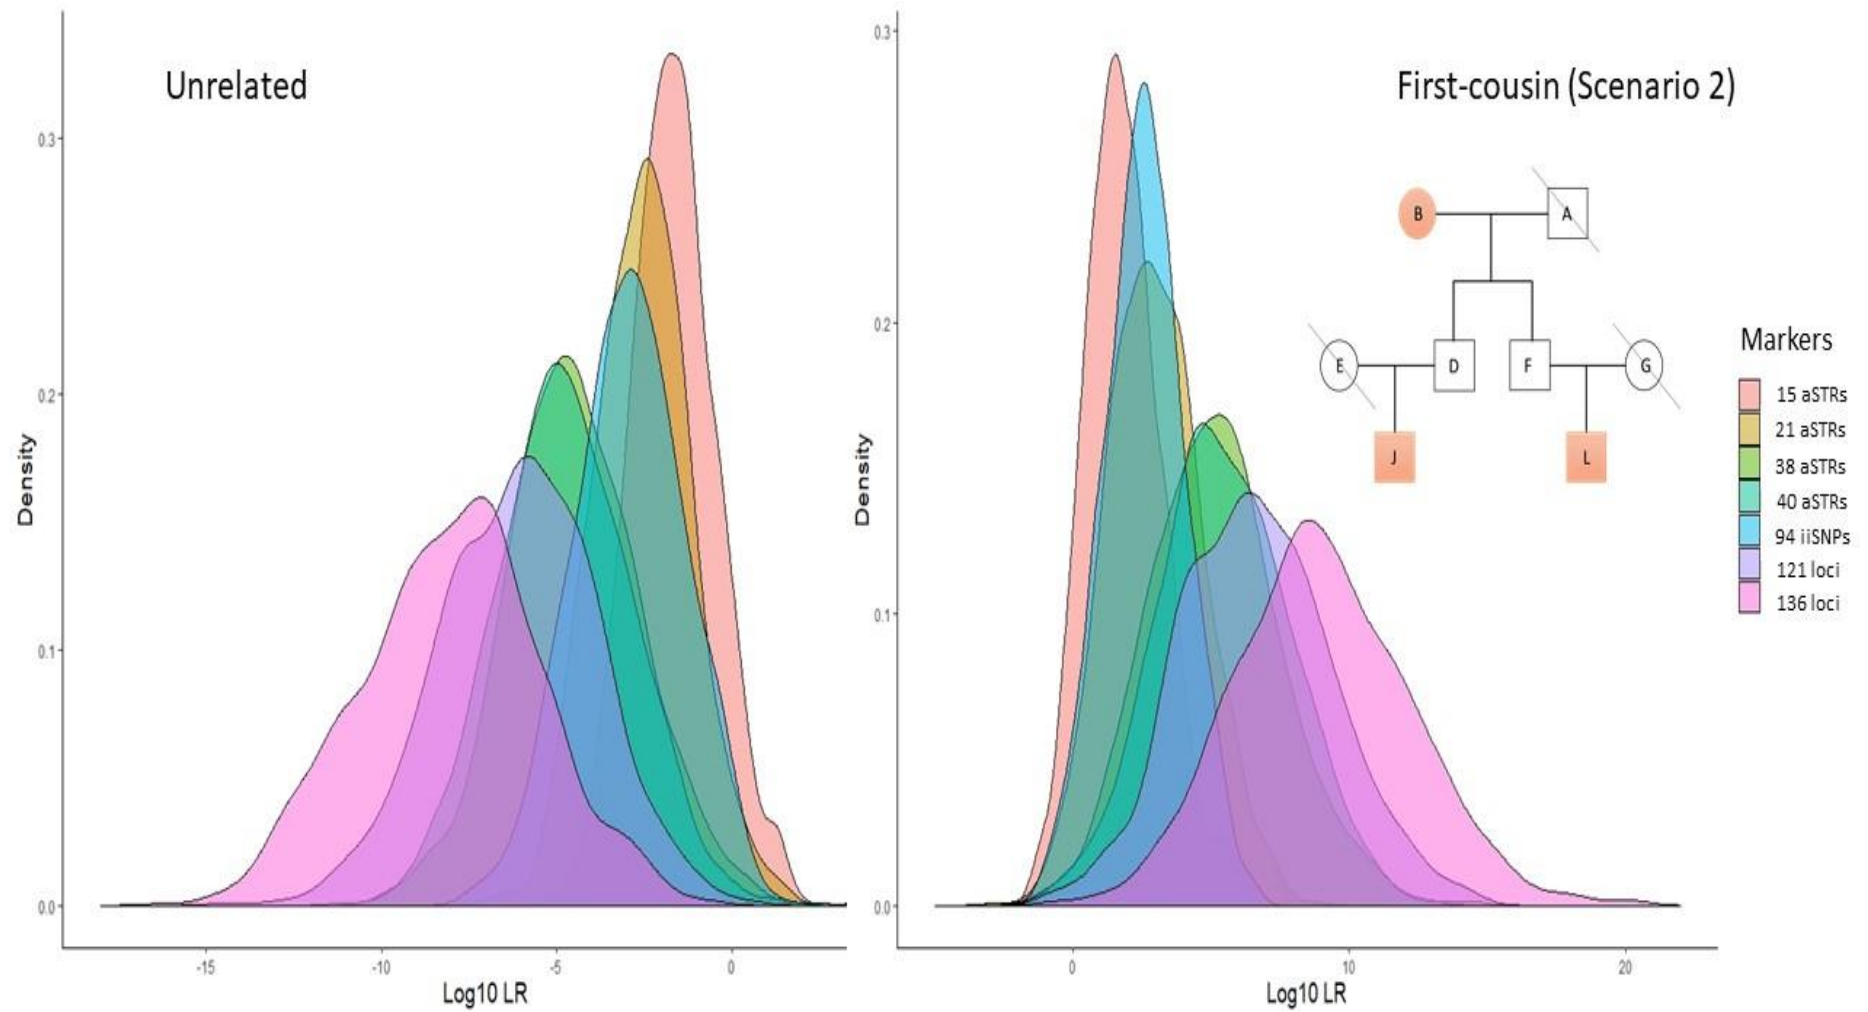 Unrelated
0.3
0.2
0.1
0.0
Density
-15
-10
-5
0
Log10 LR
First-cousin (Scenario 2)
0.3
0.2
0.1
0.0
Density
0
10
20
Log10 LR
B
A
E
D
F
G
J
L
Markers
15 aSTRs
21 aSTRs
38 aSTRs
40 aSTRs
94 iiSNPs
121 loci
136 loci